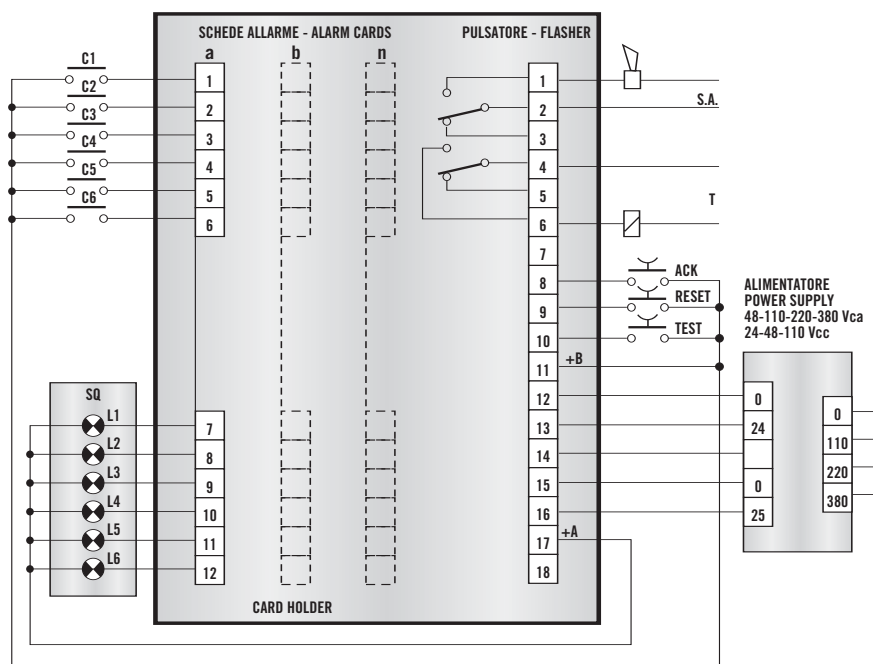 SCHEDE ALLARME - ALARM CARDS
PULSATORE - FLASHER
a b n
C1
C2
C3
C4
C5
C6
1
2
3
4
5
6
SQ
L1
L2
L3
L4
L5
L6
7
8
9
10
11
12
CARD HOLDER
1
2
3
4
5
6
7
8
9
10
11
12
13
14
15
16
17
18
S.A.
T
ACK
RESET
TEST
+B
+A
ALIMENTATORE
POWER SUPPLY
48-110-220-380 Vca
24-48-110 Vcc
0
24
0
25
0
110
220
380